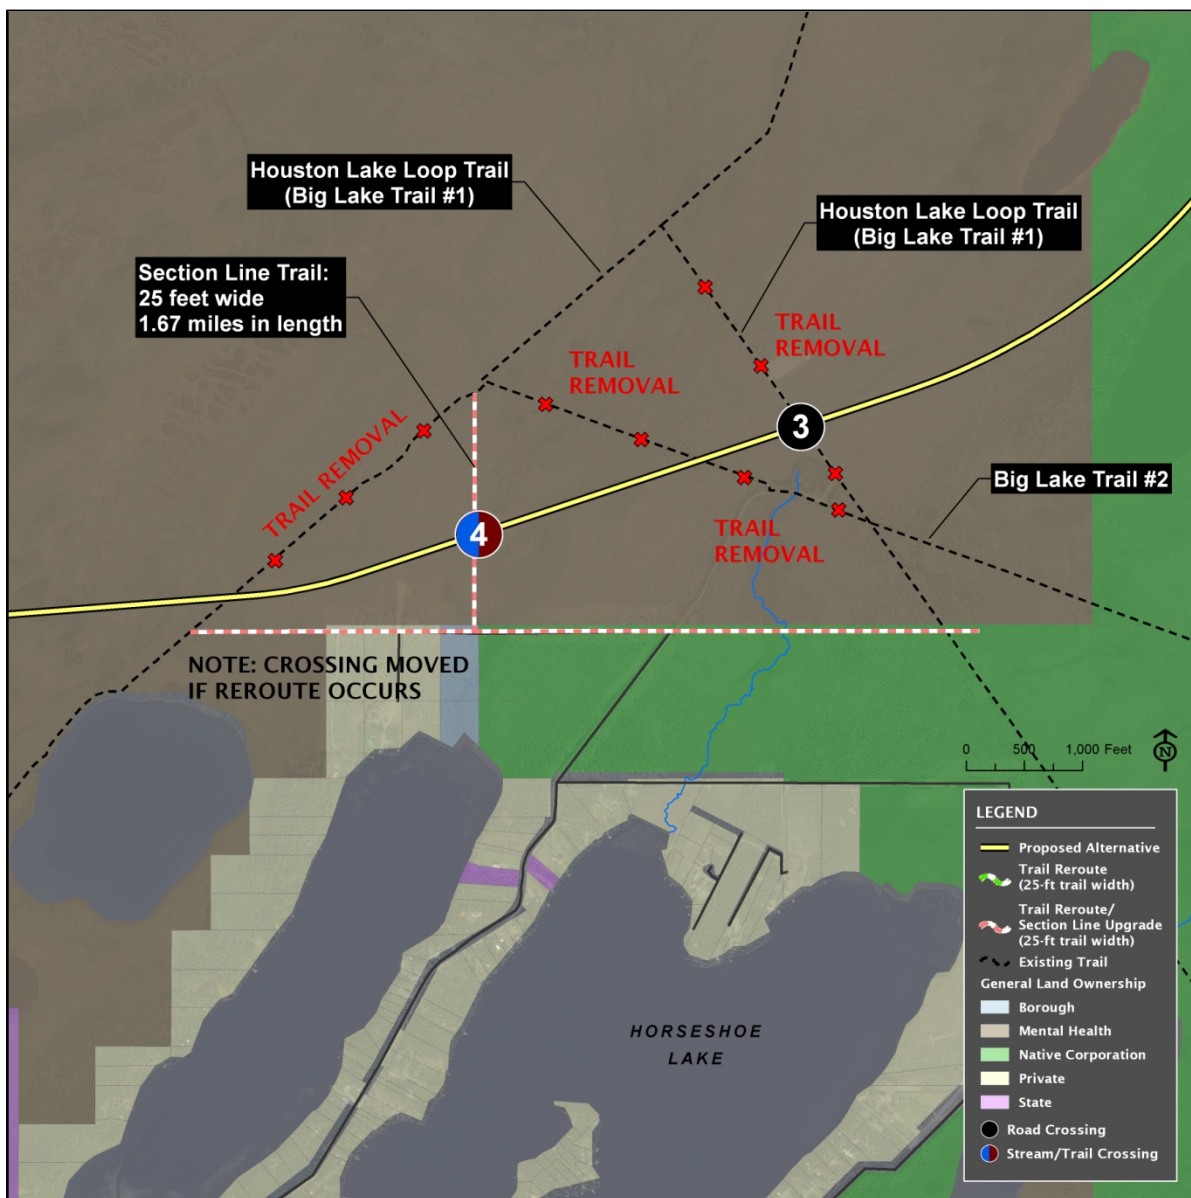 Houston Lake Loop Trail
(Big Lake Trail #1)
Houston Lake Loop Trail
(Big Lake Trail #1)
Section Line Trail:
25 feet wide
1.67 miles in length
TRAIL
REMOVAL
TRAIL
REMOVAL
TRAIL REMOVAL
3
Big Lake Trail #2
4
TRAIL
REMOVAL
NOTE: CROSSING MOVED
IF REROUTE OCCURS
0 500 1,000 Feet
N
LEGEND
Proposed Alternative
Trail Reroute
(25-ft trail width)
Trail Reroute/
Section Line Upgrade
(25-ft trail width)
Existing Trail
General Land Ownership
Borough
Mental Health
Native Corporation
Private
State
Road Crossing
Stream/Trail Crossing
HORSESHOE
LAKE